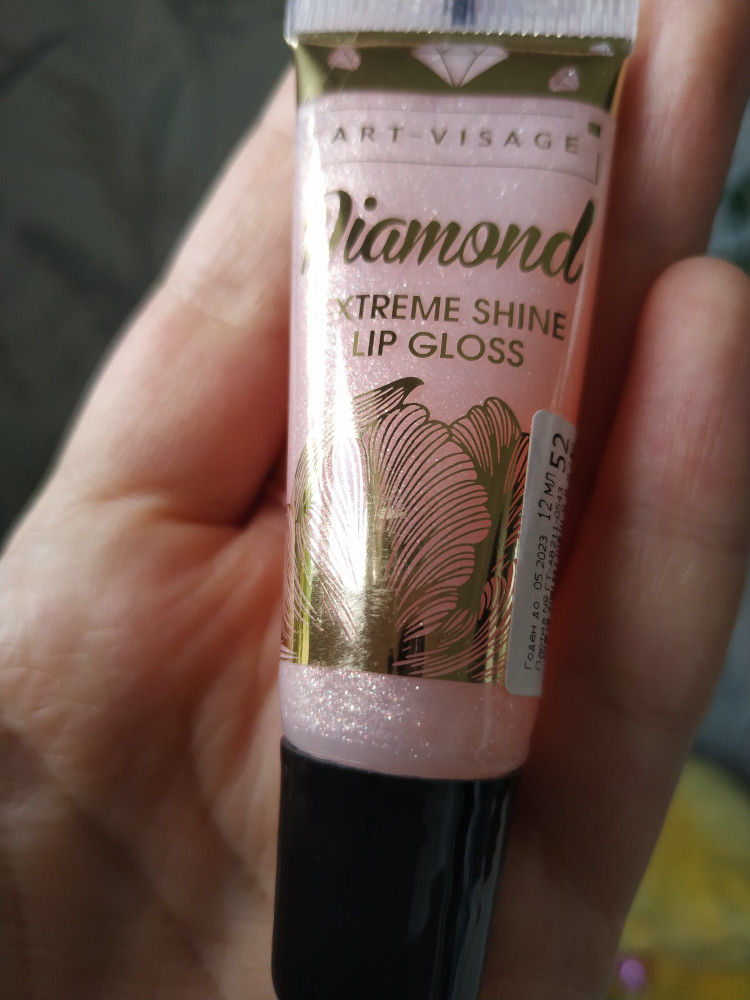 ART-VISAGE
Diamond
XTREME SHINE
LIP GLOSS
12 МЛ 52
Годен до: 05.2023